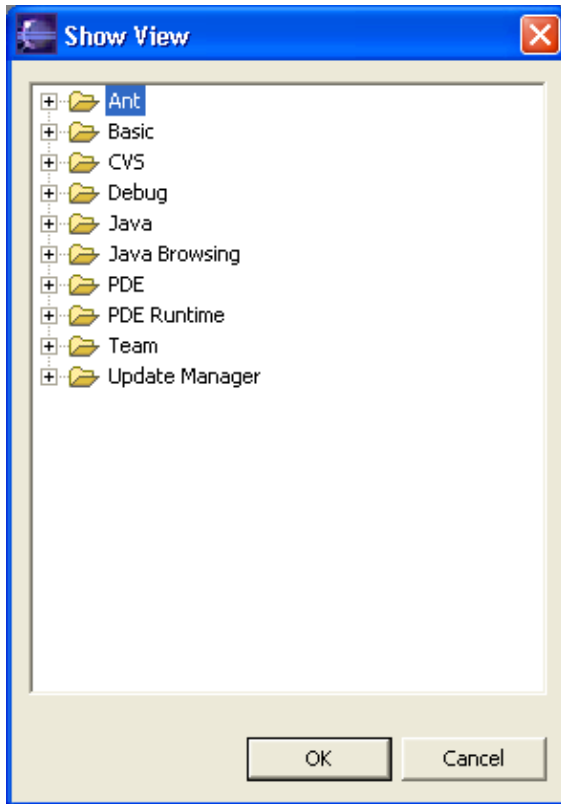 Show View
Ant
Basic
CVS
Debug
Java
Java Browsing
PDE
PDE Runtime
Team
Update Manager
OK Cancel